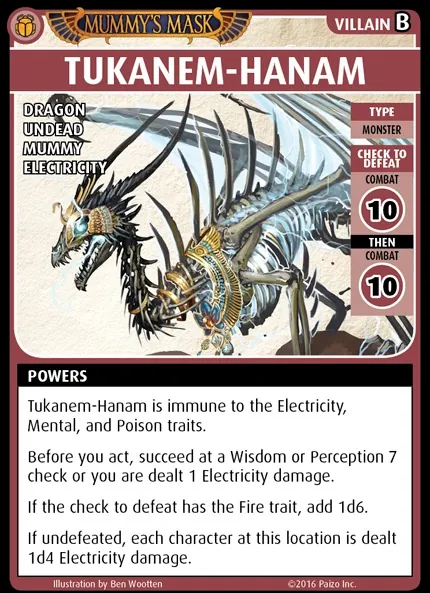 MUMMY'S MASK
VILLAIN B
TUKANEM-HANAM
DRAGON
UNDEAD
MUMMY
ELECTRICITY
TYPE
MONSTER
CHECK TO
DEFEAT
COMBAT
10
THEN
COMBAT
10
POWERS
Tukanem-Hanam is immune to the Electricity,
Mental, and Poison traits.
Before you act, succeed at a Wisdom or Perception 7
check or you are dealt 1 Electricity damage.
If the check to defeat has the Fire trait, add 1d6.
If undefeated, each character at this location is dealt
1d4 Electricity damage.
Illustration by Ben Wootten
©2016 Paizo Inc.